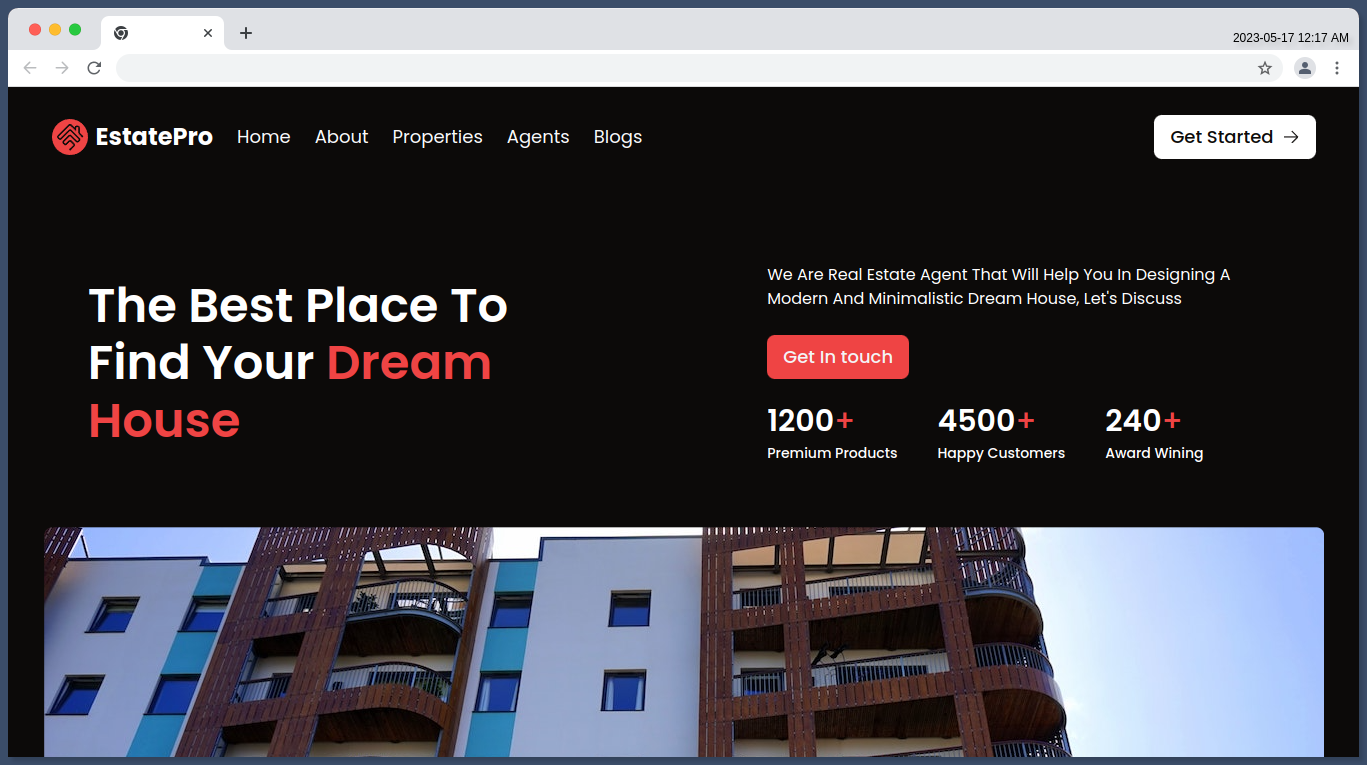 2023-05-17 12:17 AM
EstatePro Home About Properties Agents Blogs Get Started
The Best Place To
Find Your Dream
House
We Are Real Estate Agent That Will Help You In Designing A
Modern And Minimalistic Dream House, Let's Discuss
Get In touch
1200+ 4500+ 240+
Premium Products Happy Customers Award Wining